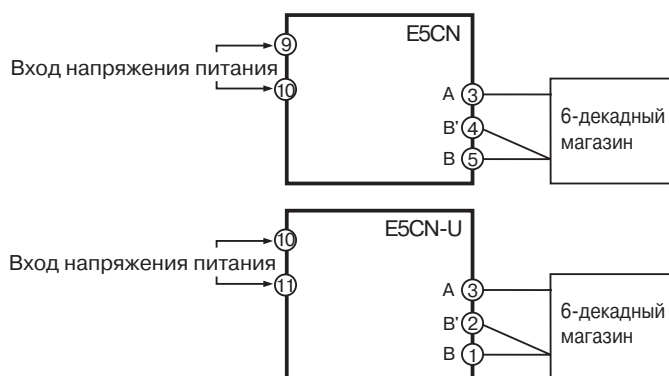 E5CN
9
Вход напряжения питания
10
A 3
B' 4
B 5
6-декадный
магазин
E5CN-U
10
Вход напряжения питания
11
A 3
B' 2
B 1
6-декадный
магазин